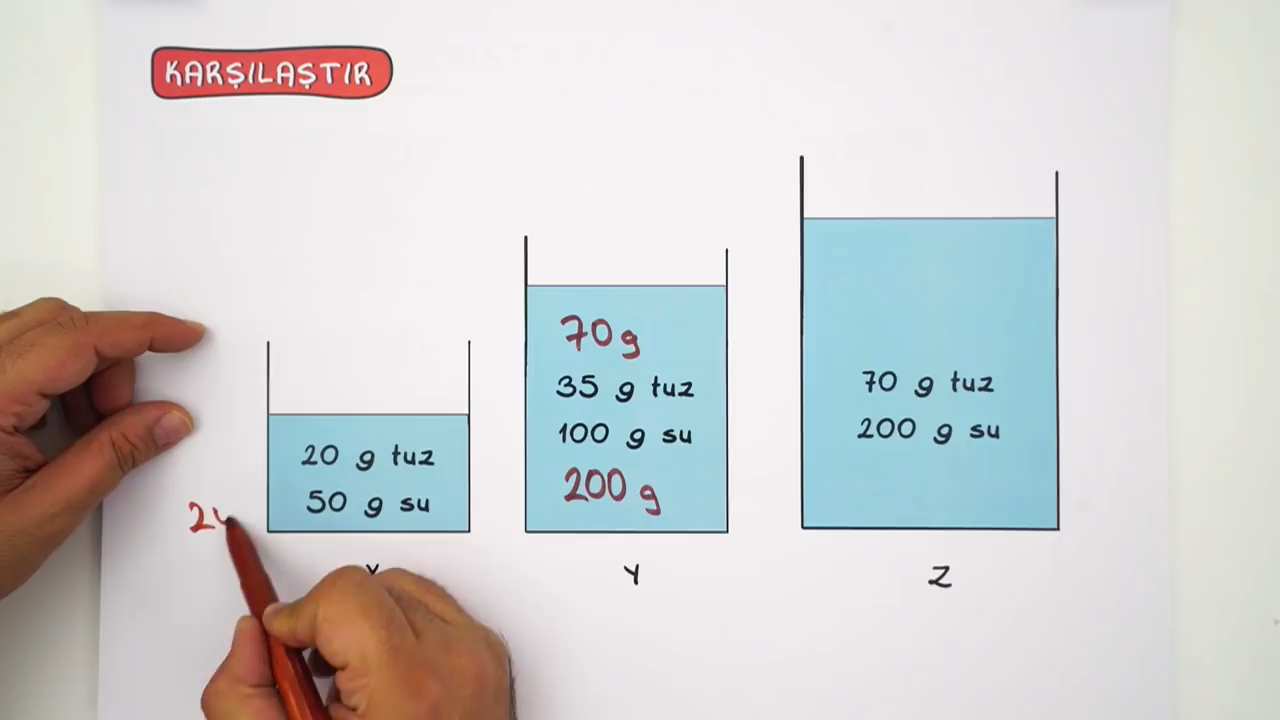 KARŞILAŞTIR
20 g tuz
50 g su
70 g
35 g tuz
100 g su
200 g
70 g tuz
200 g su
Y
Z